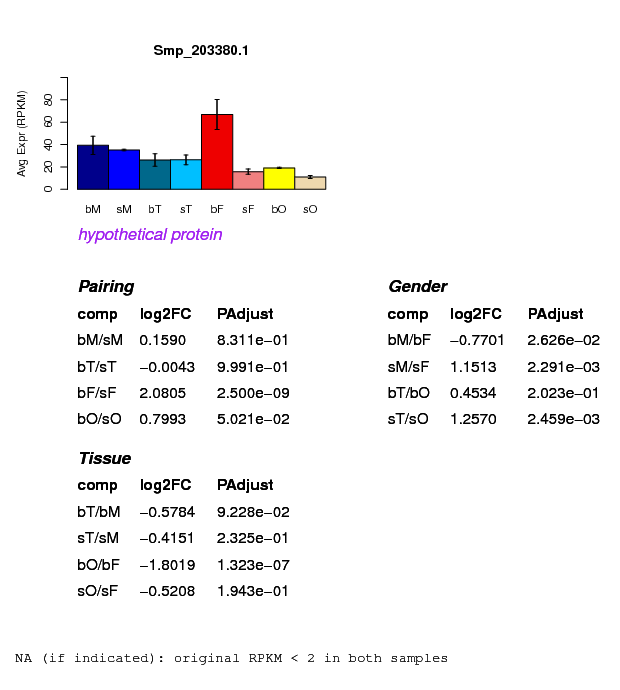 Smp_203380.1
Avg Expr (RPKM)
0 20 40 60 80
bM sM bT sT bF sF bO sO
hypothetical protein
Pairing
comp log2FC PAdjust
bM/sM 0.1590 8.311e−01
bT/sT −0.0043 9.991e−01
bF/sF 2.0805 2.500e−09
bO/sO 0.7993 5.021e−02
Gender
comp log2FC PAdjust
bM/bF −0.7701 2.626e−02
sM/sF 1.1513 2.291e−03
bT/bO 0.4534 2.023e−01
sT/sO 1.2570 2.459e−03
Tissue
comp log2FC PAdjust
bT/bM −0.5784 9.228e−02
sT/sM −0.4151 2.325e−01
bO/bF −1.8019 1.323e−07
sO/sF −0.5208 1.943e−01
NA (if indicated): original RPKM < 2 in both samples